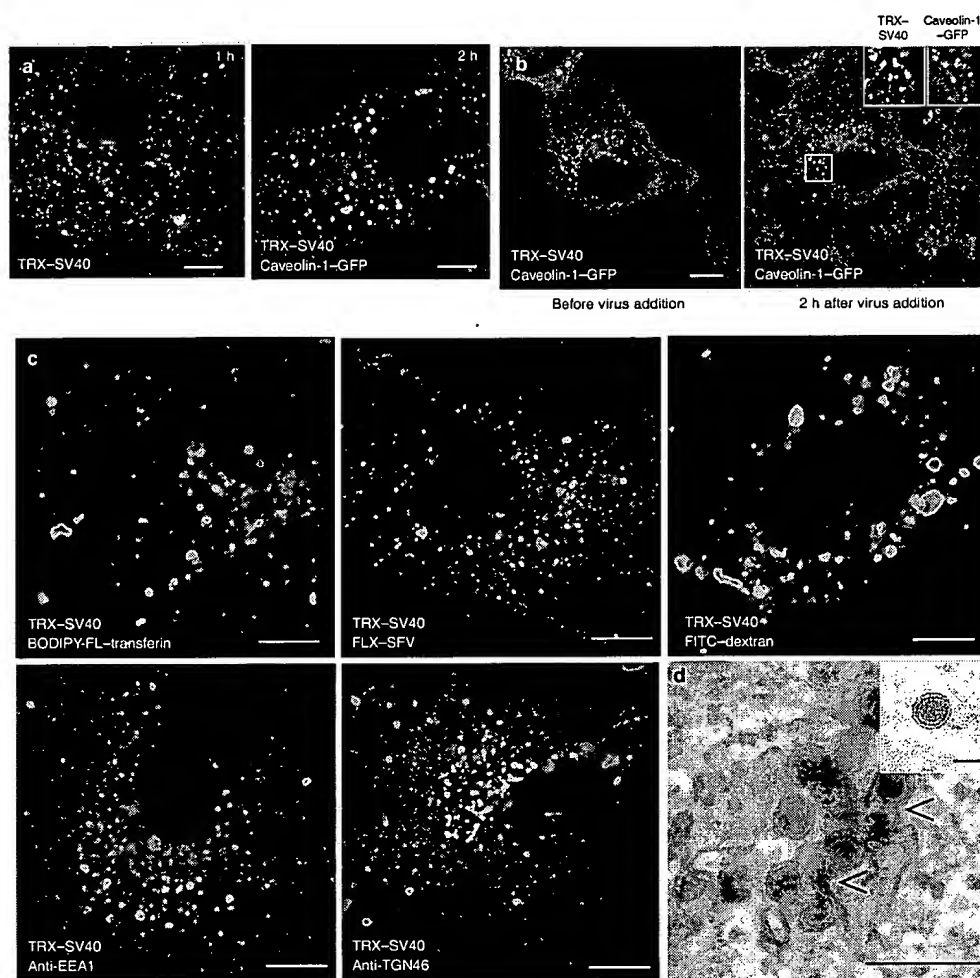 TRX– Caveolin-1
SV40 –GFP
a
1 h
TRX–SV40
2 h
TRX–SV40
Caveolin-1–GFP
b
TRX–SV40
Caveolin-1–GFP
Before virus addition
TRX–SV40
Caveolin-1–GFP
2 h after virus addition
c
TRX–SV40
BODIPY-FL–transferin
TRX–SV40
FLX–SFV
TRX–SV40
FITC–dextran
TRX–SV40
Anti-EEA1
TRX–SV40
Anti-TGN46
d